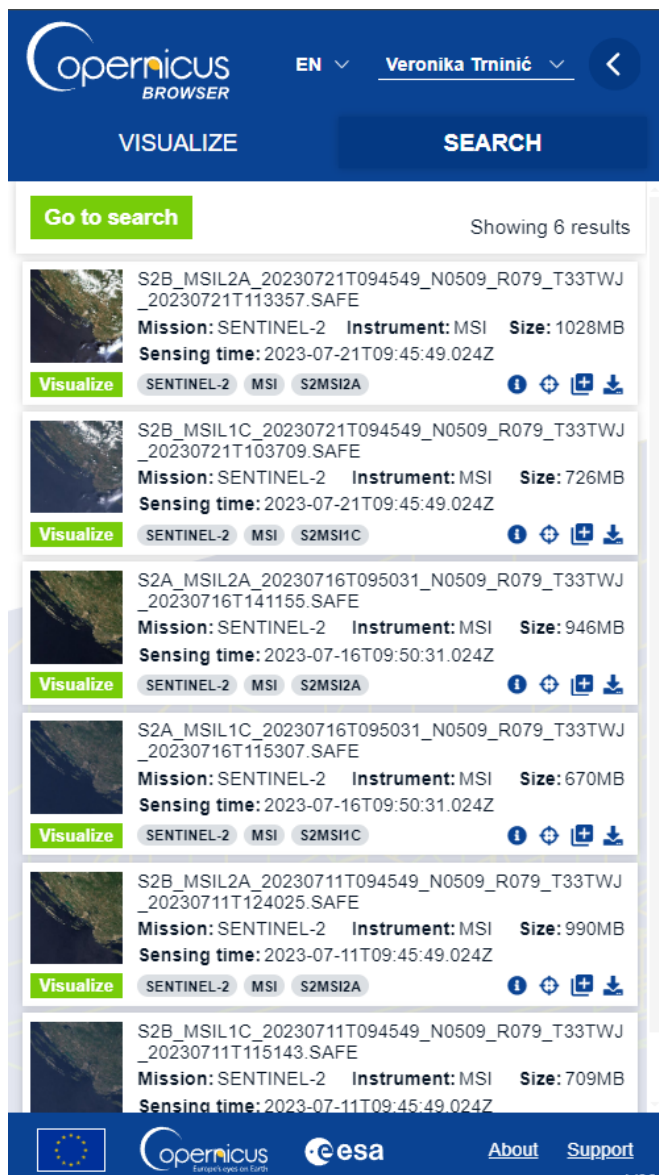 Copernicus
BROWSER
EN
Veronika Trninić
VISUALIZE
SEARCH
Go to search
Showing 6 results
S2B_MSIL2A_20230721T094549_N0509_R079_T33TWJ
_20230721T113357.SAFE
Mission: SENTINEL-2 Instrument: MSI Size: 1028MB
Sensing time: 2023-07-21T09:45:49.024Z
Visualize SENTINEL-2 MSI S2MSI2A
S2B_MSIL1C_20230721T094549_N0509_R079_T33TWJ
_20230721T103709.SAFE
Mission: SENTINEL-2 Instrument: MSI Size: 726MB
Sensing time: 2023-07-21T09:45:49.024Z
Visualize SENTINEL-2 MSI S2MSI1C
S2A_MSIL2A_20230716T095031_N0509_R079_T33TWJ
_20230716T141155.SAFE
Mission: SENTINEL-2 Instrument: MSI Size: 946MB
Sensing time: 2023-07-16T09:50:31.024Z
Visualize SENTINEL-2 MSI S2MSI2A
S2A_MSIL1C_20230716T095031_N0509_R079_T33TWJ
_20230716T115307.SAFE
Mission: SENTINEL-2 Instrument: MSI Size: 670MB
Sensing time: 2023-07-16T09:50:31.024Z
Visualize SENTINEL-2 MSI S2MSI1C
S2B_MSIL2A_20230711T094549_N0509_R079_T33TWJ
_20230711T124025.SAFE
Mission: SENTINEL-2 Instrument: MSI Size: 990MB
Sensing time: 2023-07-11T09:45:49.024Z
Visualize SENTINEL-2 MSI S2MSI2A
S2B_MSIL1C_20230711T094549_N0509_R079_T33TWJ
_20230711T115143.SAFE
Mission: SENTINEL-2 Instrument: MSI Size: 709MB
Sensing time: 2023-07-11T09:45:49.024Z
Copernicus
Europe's eyes on Earth
esa
About Support